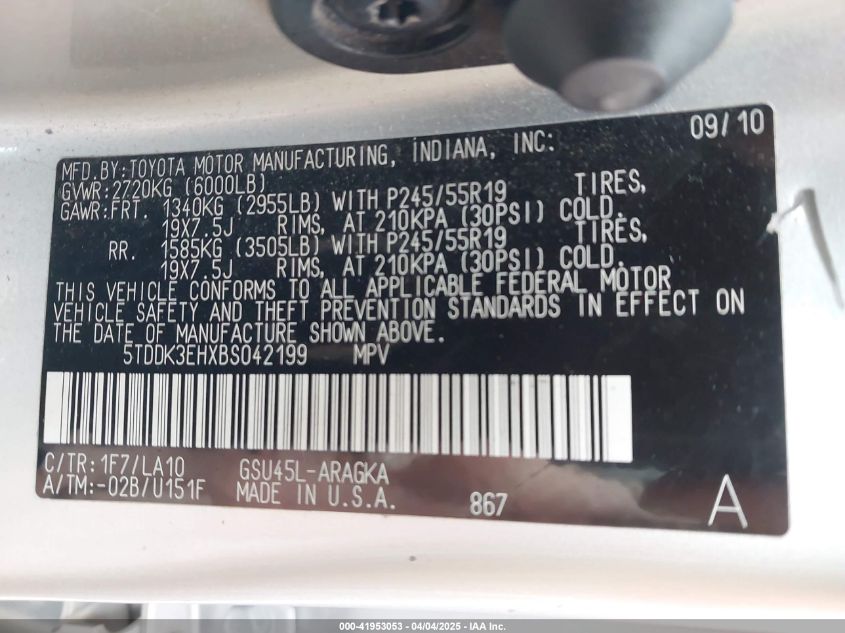 09/10
MFD. BY: TOYOTA MOTOR MANUFACTURING, INDIANA, INC:
GVWR: 2720KG (6000LB)
GAWR: FRT. 1340KG (2955LB) WITH P245/55R19 TIRES,
19X7.5J RIMS, AT 210KPA (30PSI) COLD.
RR. 1585KG (3505LB) WITH P245/55R19 TIRES,
19X7.5J RIMS, AT 210KPA (30PSI) COLD.
THIS VEHICLE CONFORMS TO ALL APPLICABLE FEDERAL MOTOR
VEHICLE SAFETY AND THEFT PREVENTION STANDARDS IN EFFECT ON
THE DATE OF MANUFACTURE SHOWN ABOVE.
5TDDK3EHXBS042199 MPV
C/TR: 1F7/LA10 GSU45L-ARAGKA
A/TM:-02B/U151F MADE IN U.S.A. 867 A
000-41953053 - 04/04/2025 - IAA Inc.